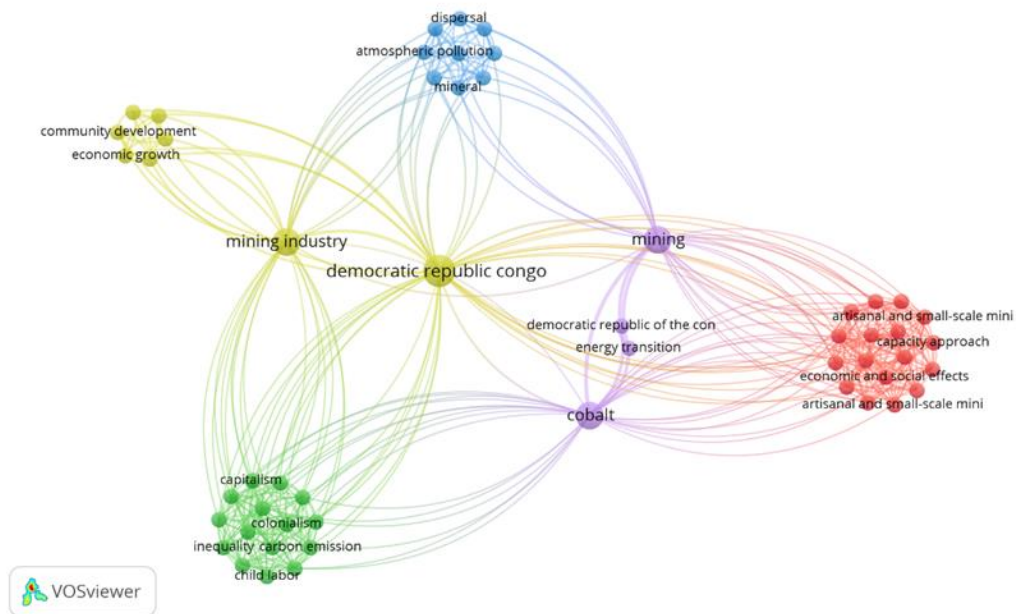 dispersal
atmospheric pollution
mineral
community development
economic growth
mining industry
mining
democratic republic congo
artisanal and small-scale mini
democratic republic of the con
capacity approach
energy transition
economic and social effects
artisanal and small-scale mini
cobalt
capitalism
colonialism
inequality carbon emission
child labor
VOSviewer